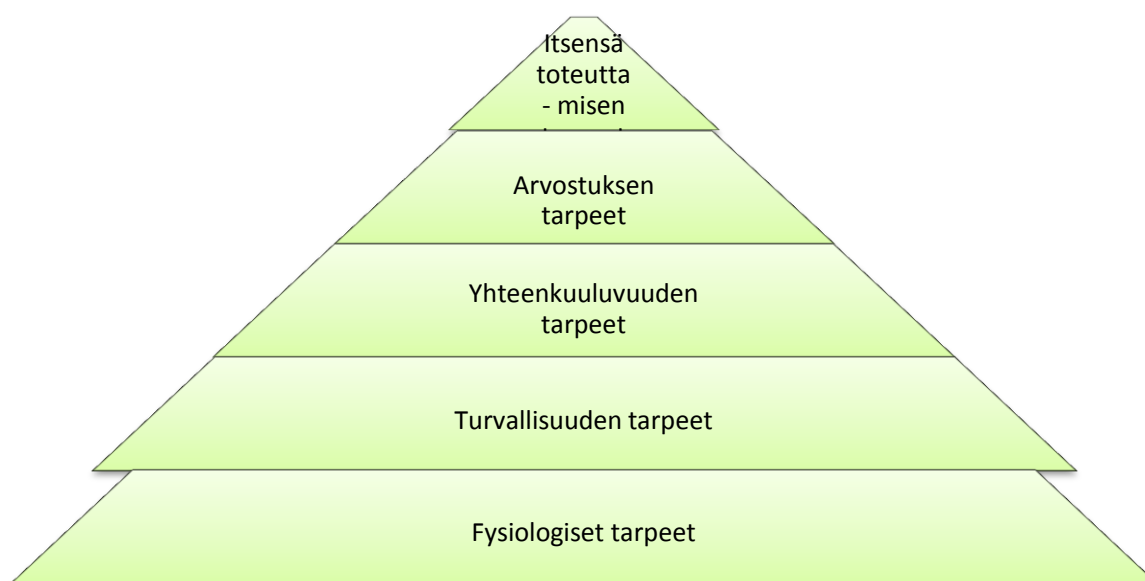 Itsensä
toteutta
- misen
Arvostuksen
tarpeet
Yhteenkuuluvuuden
tarpeet
Turvallisuuden tarpeet
Fysiologiset tarpeet